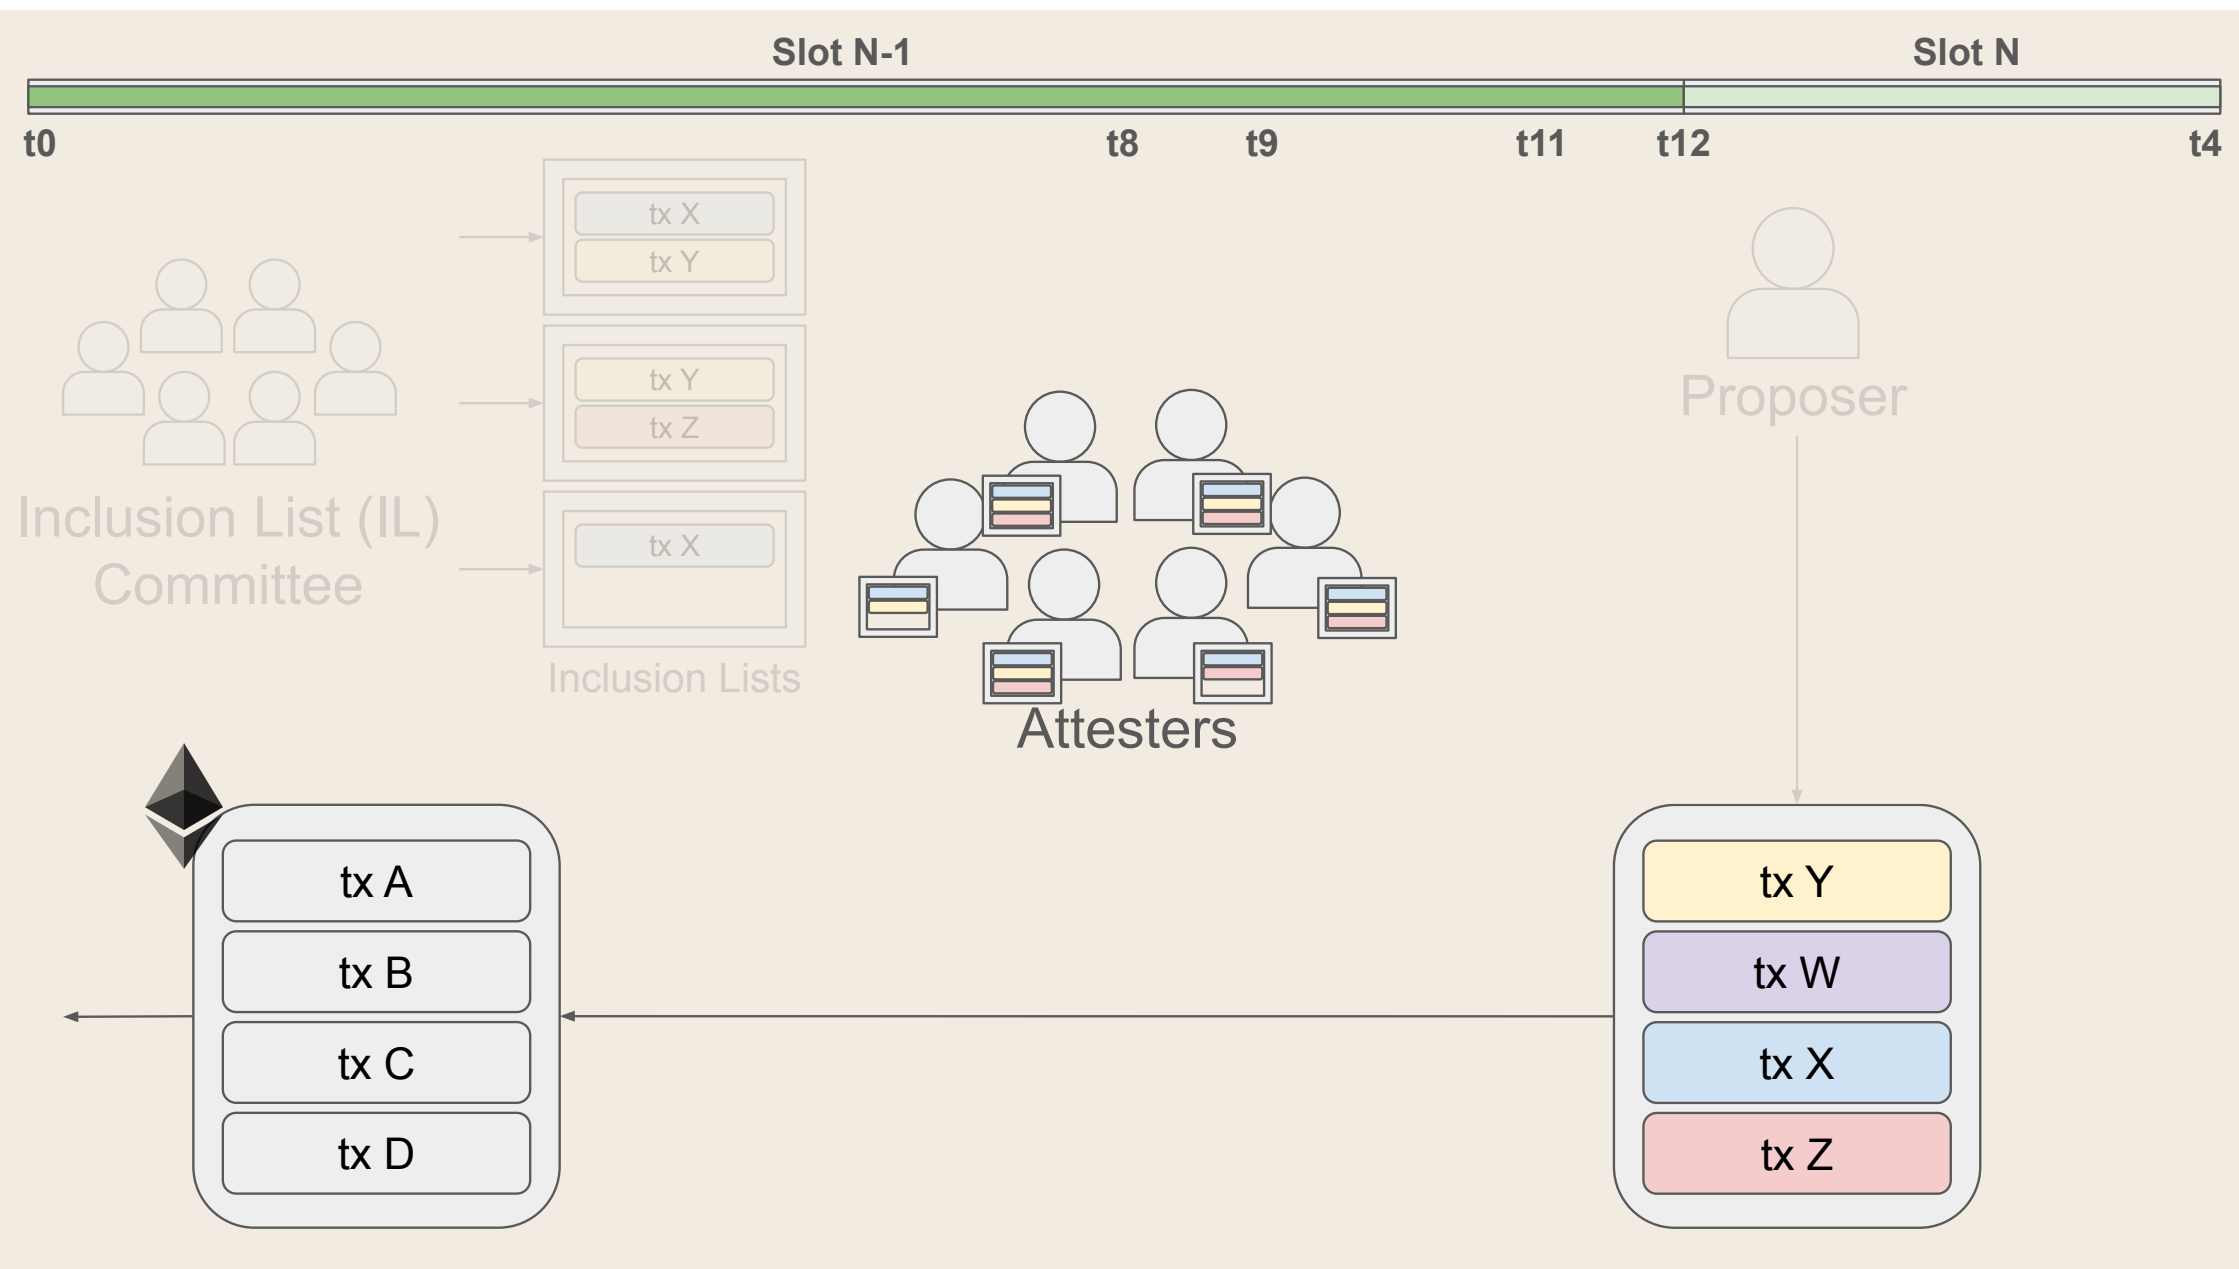 Slot N-1
Slot N
t0
t8
t9
t11
t12
t4
tx X
tx Y
tx Y
tx Z
tx X
Inclusion List (IL)
Committee
Inclusion Lists
Attesters
Proposer
tx A
tx B
tx C
tx D
tx Y
tx W
tx X
tx Z